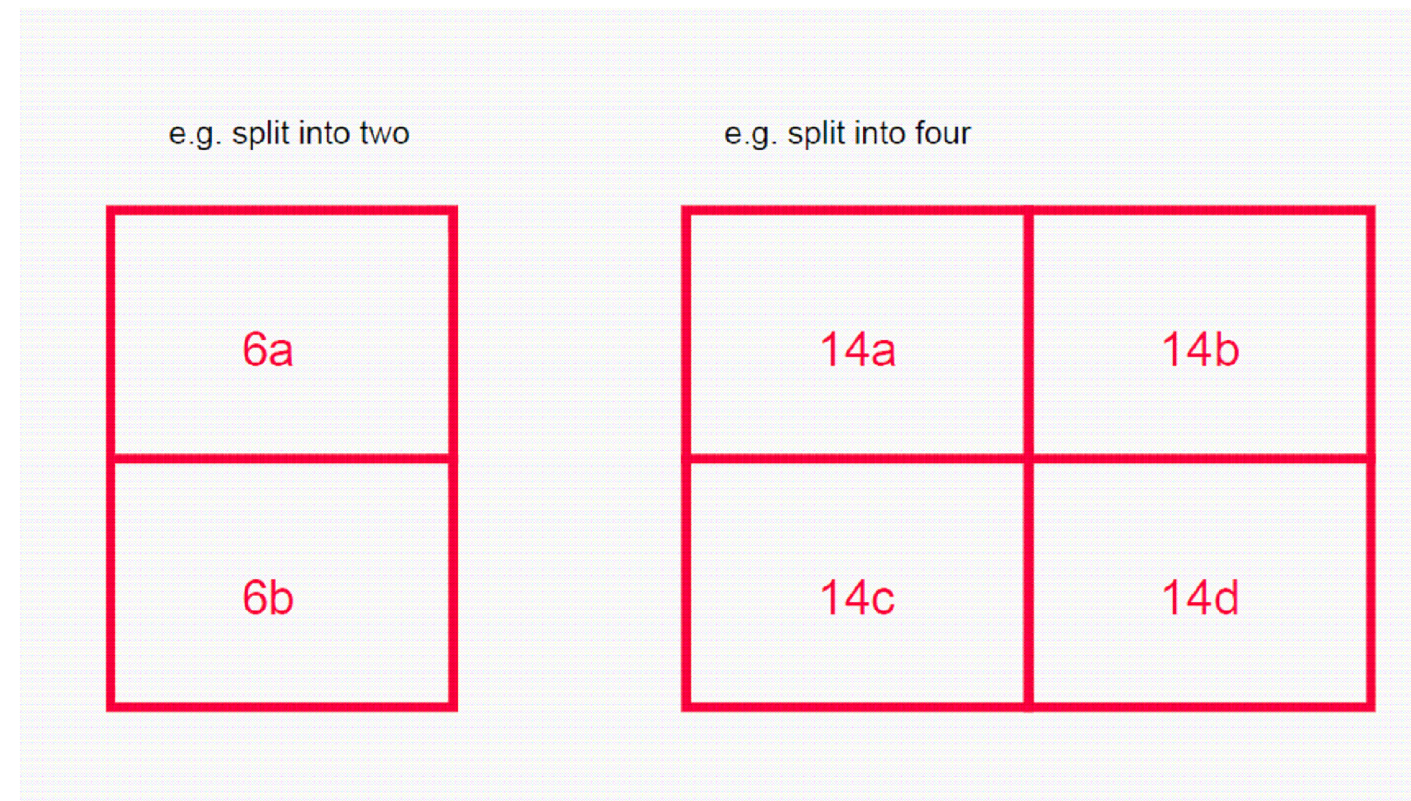 e.g. split into two
e.g. split into four
6a
14a
14b
6b
14c
14d